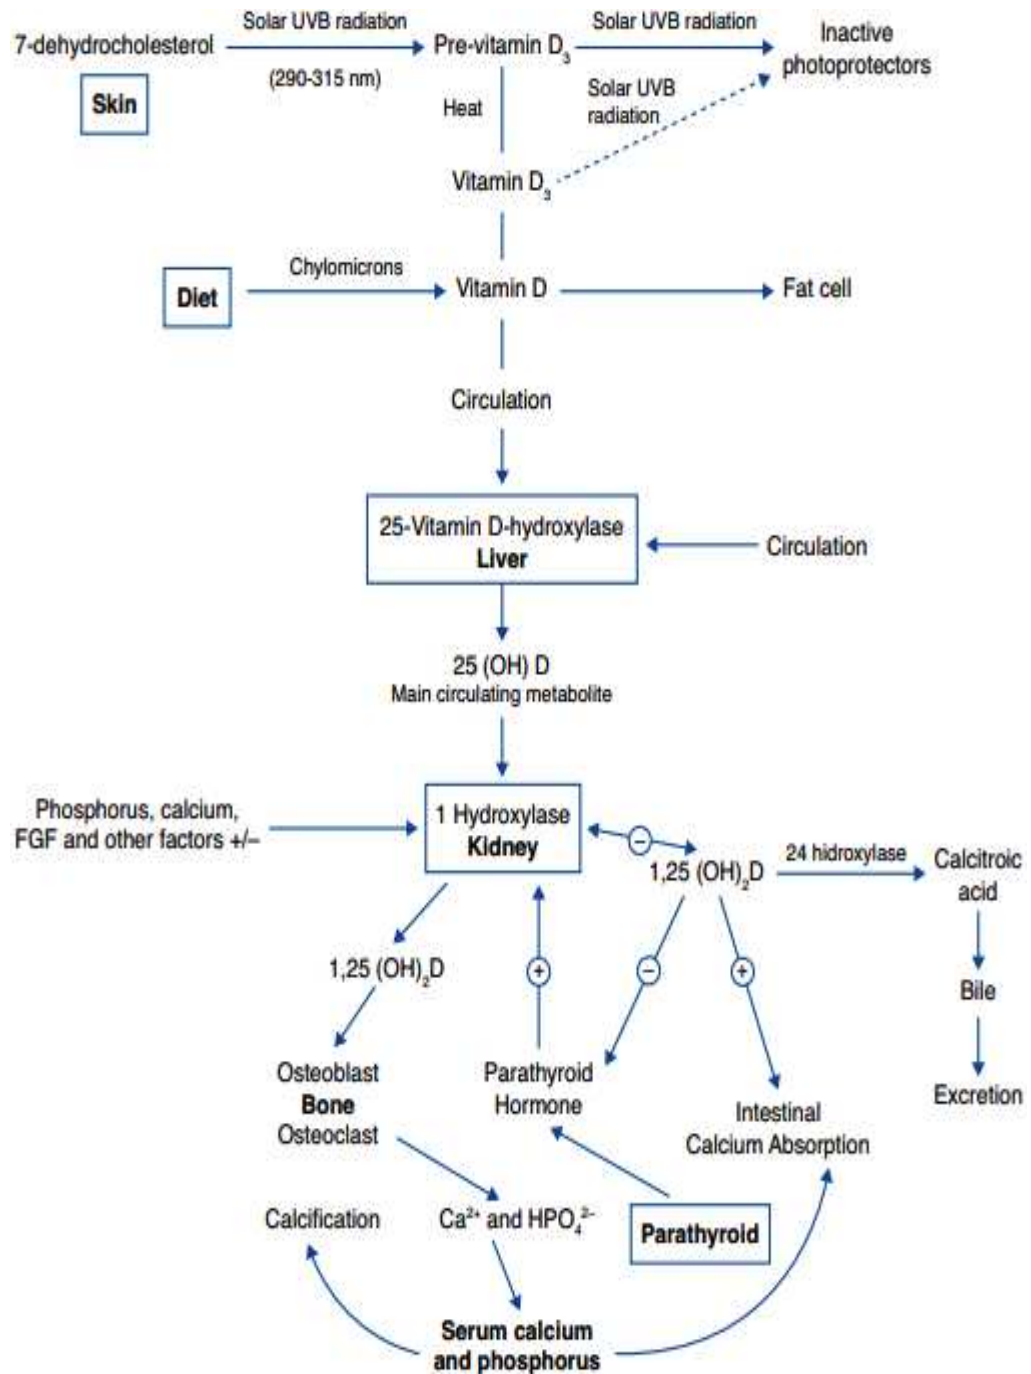 Solar UVB radiation
Solar UVB radiation
7-dehydrocholesterol
Pre-vitamin D₃
Inactive
photoprotectors
(290-315 nm)
Skin
Heat
Solar UVB
radiation
Vitamin D₃
Chylomicrons
Diet
Vitamin D
Fat cell
Circulation
25-Vitamin D-hydroxylase
Liver
Circulation
25 (OH) D
Main circulating metabolite
Phosphorus, calcium,
FGF and other factors +/–
1 Hydroxylase
Kidney
–
1,25 (OH)₂D
24 hidroxylase
Calcitroic
acid
1,25 (OH)₂D
+
–
+
Bile
Osteoblast
Bone
Osteoclast
Parathyroid
Hormone
Intestinal
Calcium Absorption
Excretion
Calcification
Ca²⁺ and HPO₄²⁻
Parathyroid
Serum calcium
and phosphorus